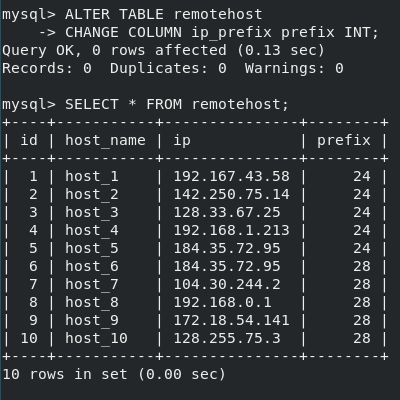 mysql> ALTER TABLE remotehost
    -> CHANGE COLUMN ip_prefix prefix INT;
Query OK, 0 rows affected (0.13 sec)
Records: 0  Duplicates: 0  Warnings: 0

mysql> SELECT * FROM remotehost;
+----+-----------+---------------+--------+
| id | host_name | ip            | prefix |
+----+-----------+---------------+--------+
|  1 | host_1    | 192.167.43.58 |     24 |
|  2 | host_2    | 142.250.75.14 |     24 |
|  3 | host_3    | 128.33.67.25  |     24 |
|  4 | host_4    | 192.168.1.213 |     24 |
|  5 | host_5    | 184.35.72.95  |     24 |
|  6 | host_6    | 184.35.72.95  |     28 |
|  7 | host_7    | 104.30.244.2  |     28 |
|  8 | host_8    | 192.168.0.1   |     28 |
|  9 | host_9    | 172.18.54.141 |     28 |
| 10 | host_10   | 128.255.75.3  |     28 |
+----+-----------+---------------+--------+
10 rows in set (0.00 sec)